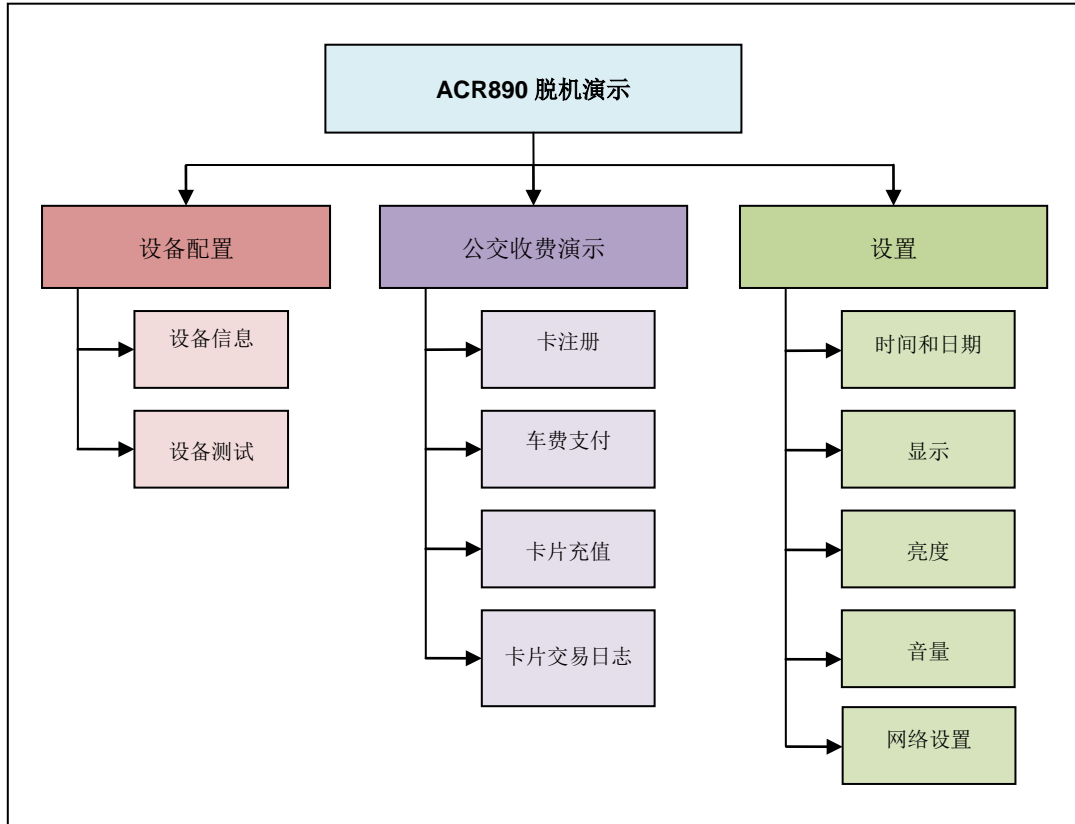 ACR890 脱机演示
设备配置
设备信息
设备测试
公交收费演示
卡注册
车费支付
卡片充值
卡片交易日志
设置
时间和日期
显示
亮度
音量
网络设置